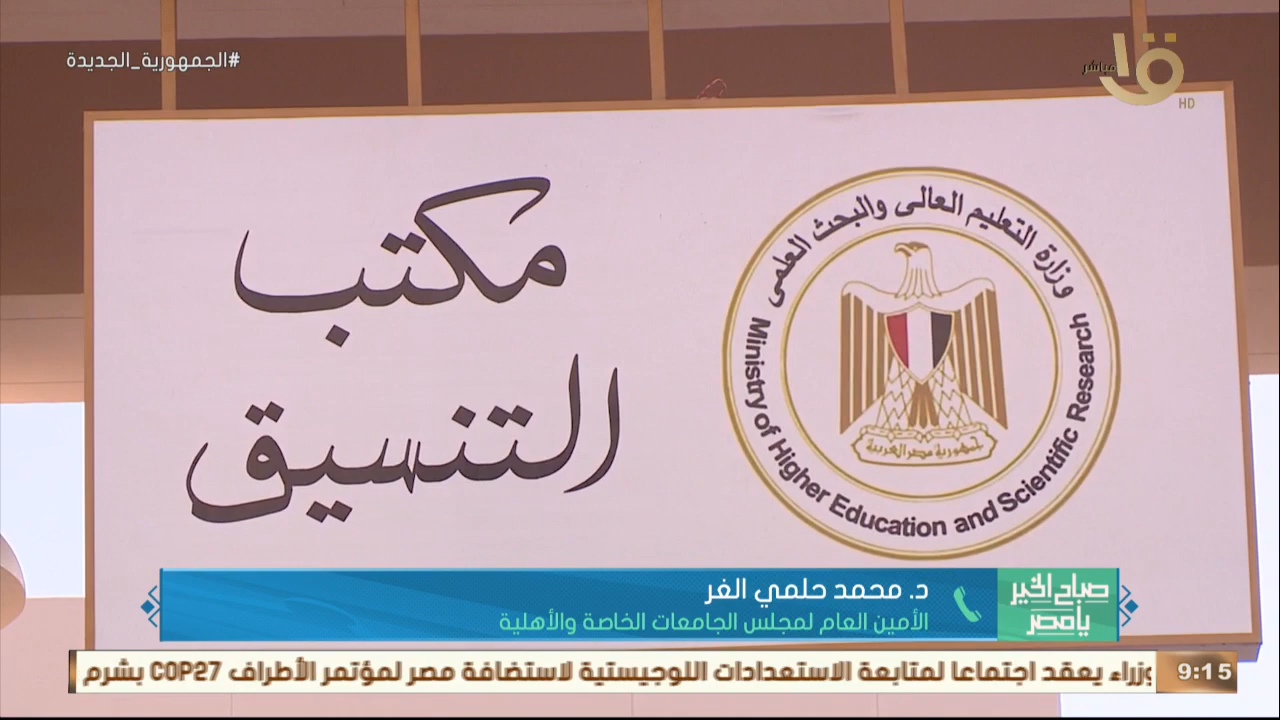 #الجمهورية_الجديدة
مباشر
HD
مكتب
التنسيق
وزارة التعليم العالى والبحث العلمى
Ministry of Higher Education and Scientific Research
جمهورية مصر العربية
صباح الخير
يا مصر
د. محمد حلمي الغر
الأمين العام لمجلس الجامعات الخاصة والأهلية
9:15
وزراء يعقد اجتماعا لمتابعة الاستعدادات اللوجيستية لاستضافة مصر لمؤتمر الأطراف COP27 بشرم